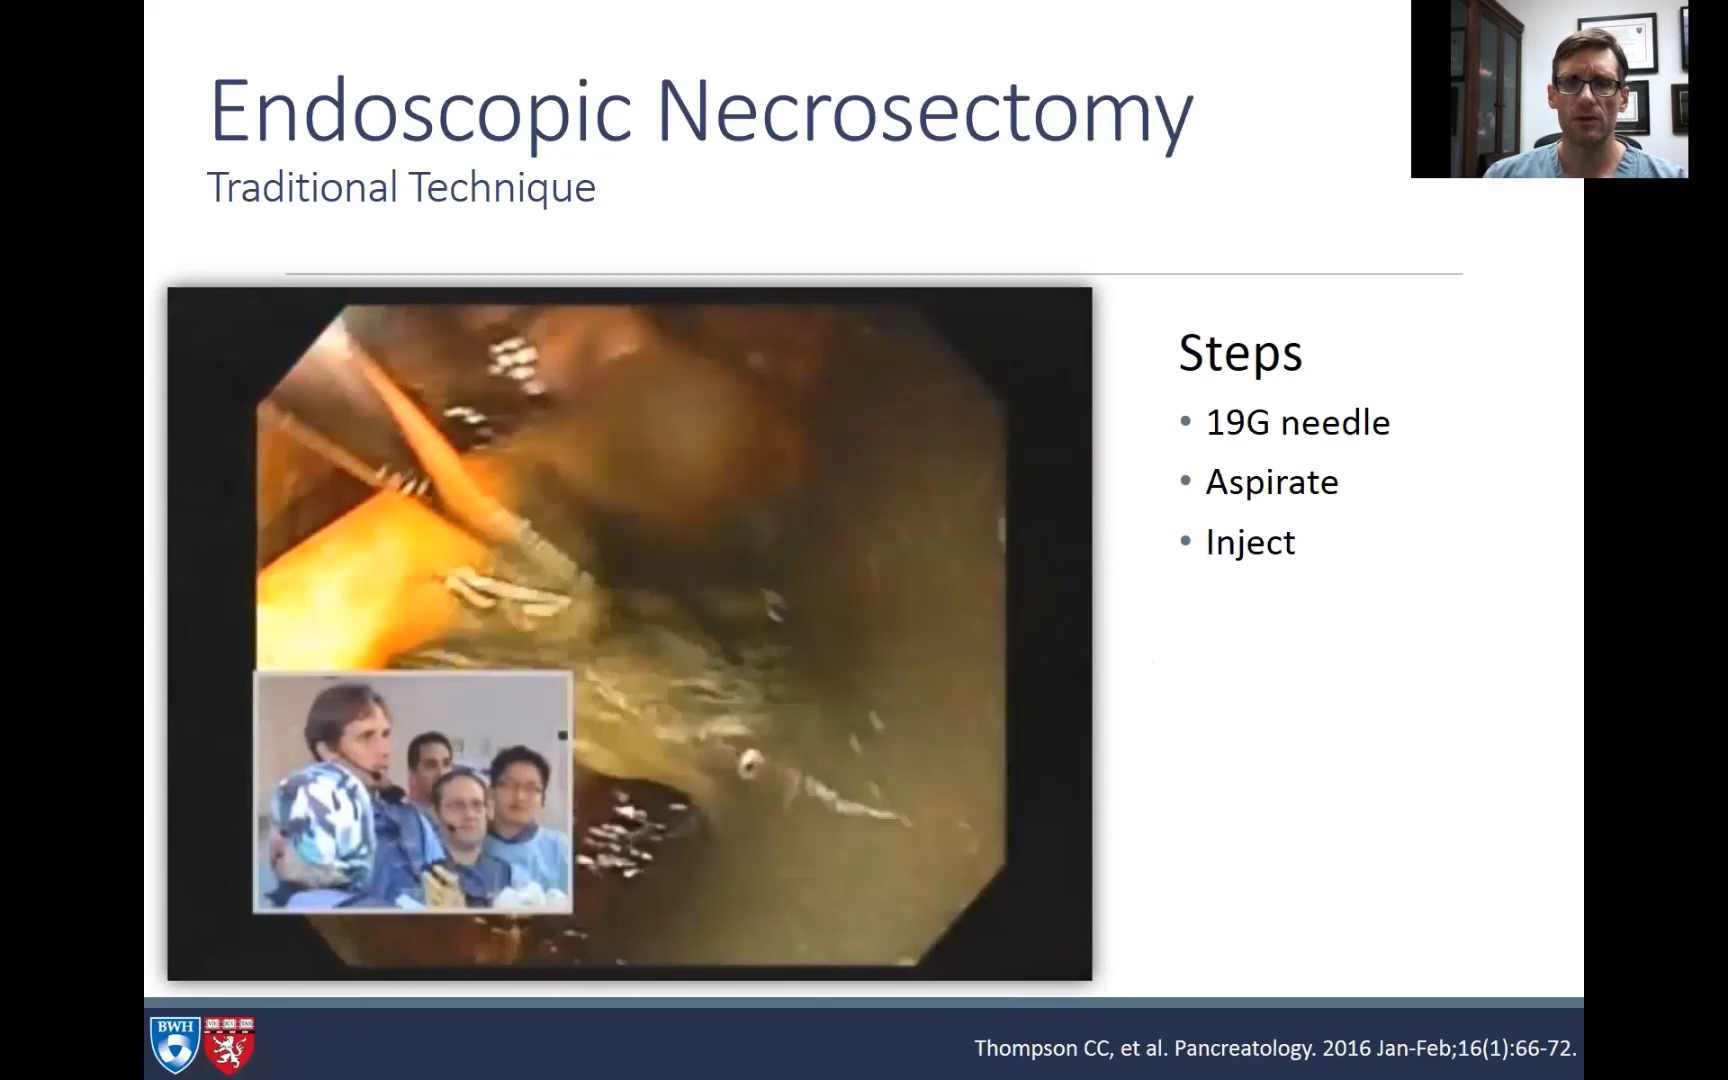 Endoscopic Necrosectomy
Traditional Technique
Steps
• 19G needle
• Aspirate
• Inject
BWH
Thompson CC, et al. Pancreatology. 2016 Jan-Feb;16(1):66-72.